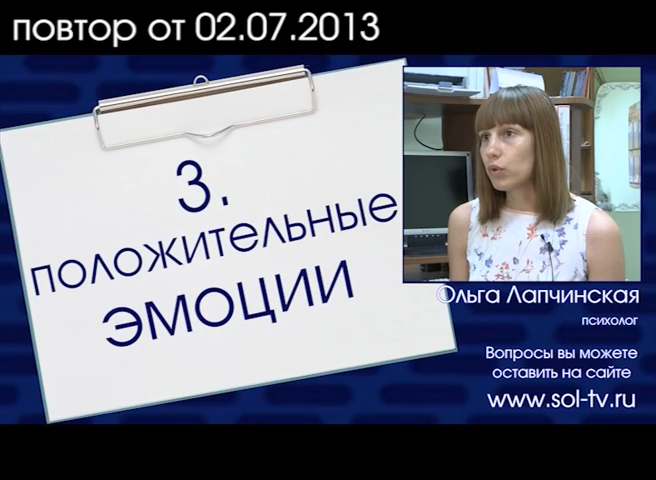 повтор от 02.07.2013
3.
положительные
эмоции
Ольга Лапчинская
психолог
Вопросы вы можете
оставить на сайте
www.sol-tv.ru